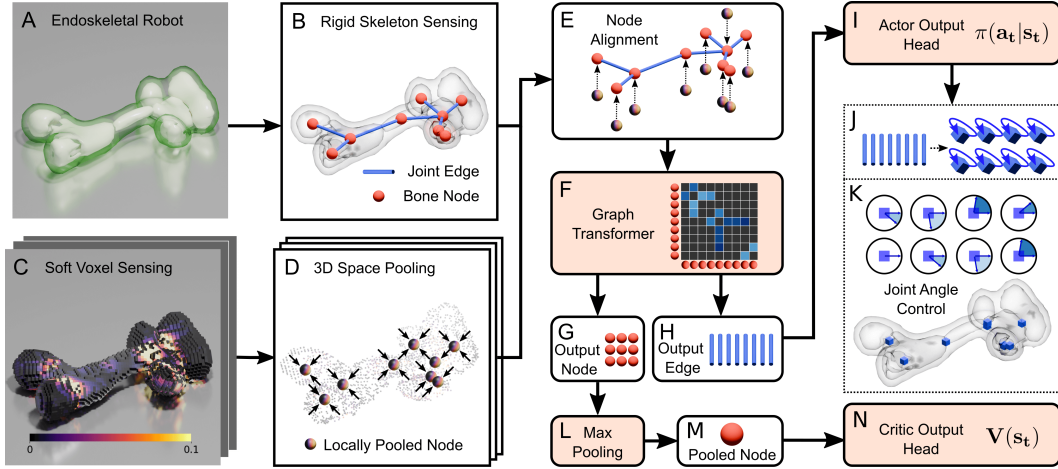 A Endoskeletal Robot
B Rigid Skeleton Sensing
Joint Edge
Bone Node
C Soft Voxel Sensing
0 0.1
D 3D Space Pooling
Locally Pooled Node
E Node
Alignment
F Graph
Transformer
G Output
Node
H Output
Edge
I Actor Output
Head π(a_t|s_t)
J
K
Joint Angle
Control
L Max
Pooling
M Pooled Node
N Critic Output
Head V(s_t)